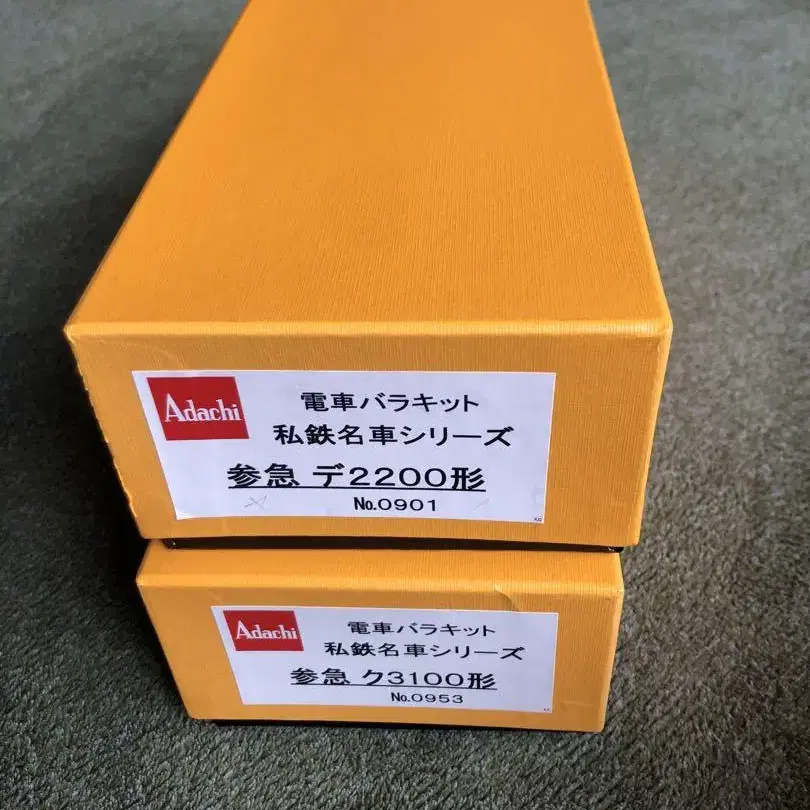 Adachi
電車バラキット
私鉄名車シリーズ
参急 デ2200形
No.0901
Adachi
電車バラキット
私鉄名車シリーズ
参急 ク3100形
No.0953